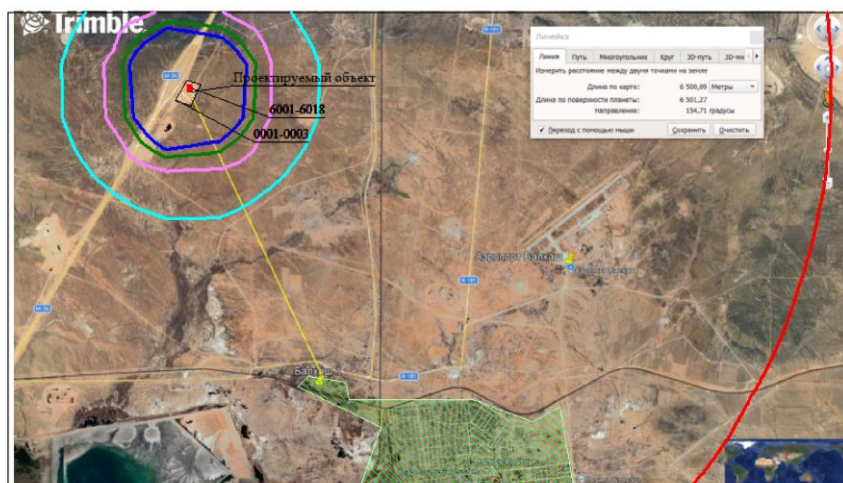 Trimble
M-36
Проектируемый объект
6001-6018
0001-0003
Линейка
Линия Путь Многоугольник Круг 3D-путь
Измерить расстояние между двумя точками на земле
Длина по карте: 6 500,89 Метры
Длина по поверхности планеты: 6 501,27
Направление: 154,71 градусы
Переход с помощью мыши Сохранить Очистить
Аэропорт Балхаш
M-36
Балхаш